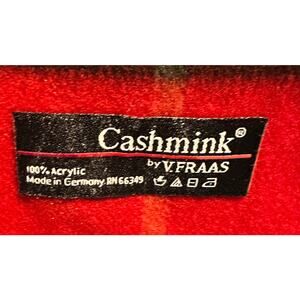 Cashmink®
by V. FRAAS
100% Acrylic
Made in Germany RN 66349